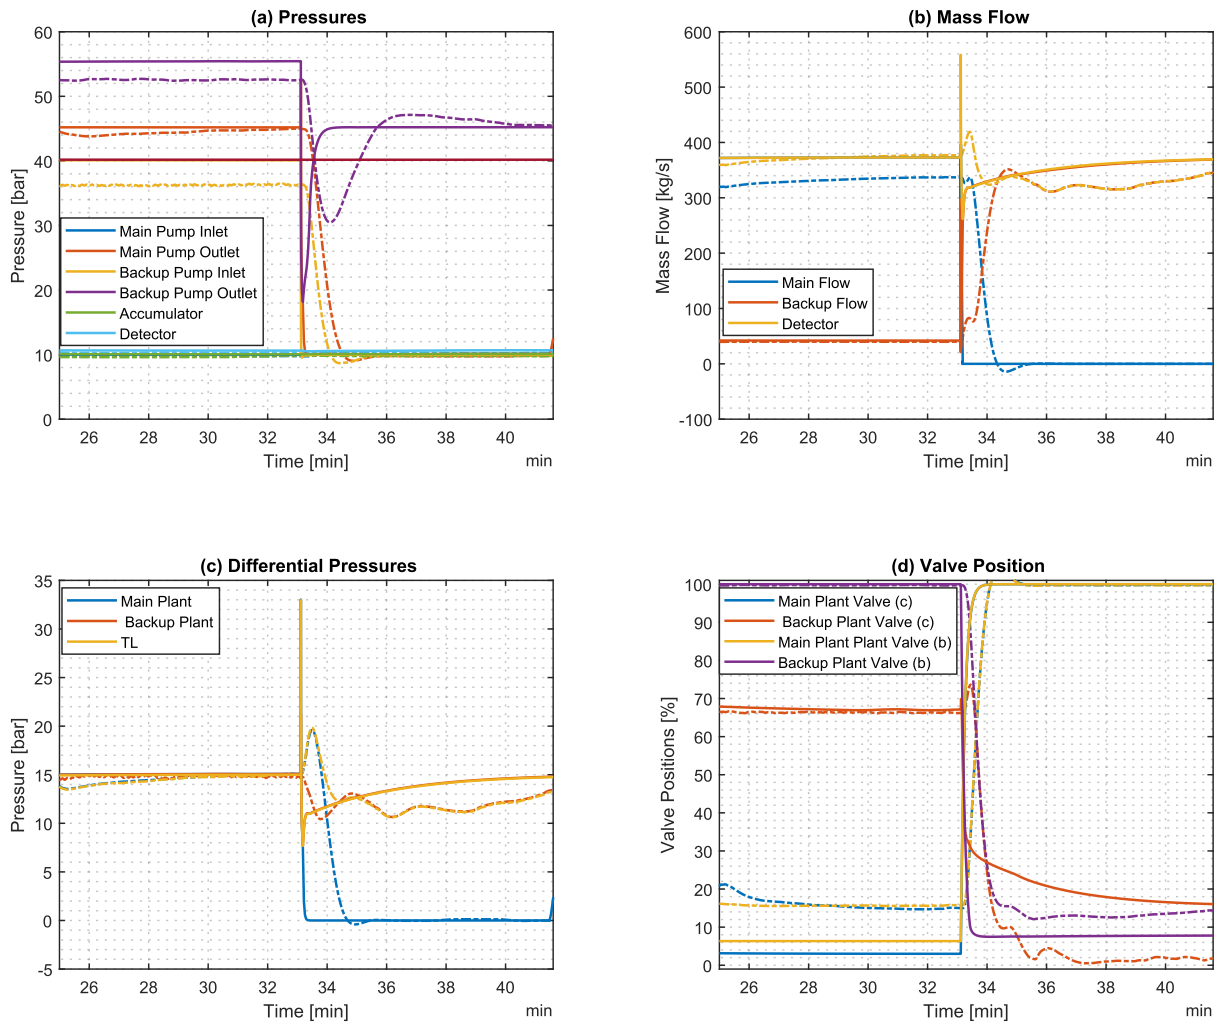 (a) Pressures
60
50
40
30
20
10
0
Pressure [bar]
Main Pump Inlet
Main Pump Outlet
Backup Pump Inlet
Backup Pump Outlet
Accumulator
Detector
26 28 30 32 34 36 38 40
Time [min]
min
(b) Mass Flow
600
500
400
300
200
100
0
-100
Mass Flow [kg/s]
Main Flow
Backup Flow
Detector
26 28 30 32 34 36 38 40
Time [min]
min
(c) Differential Pressures
35
30
25
20
15
10
5
0
-5
Pressure [bar]
Main Plant
Backup Plant
TL
26 28 30 32 34 36 38 40
Time [min]
min
(d) Valve Position
100
90
80
70
60
50
40
30
20
10
0
Valve Positions [%]
Main Plant Valve (c)
Backup Plant Valve (c)
Main Plant Plant Valve (b)
Backup Plant Valve (b)
26 28 30 32 34 36 38 40
Time [min]
min